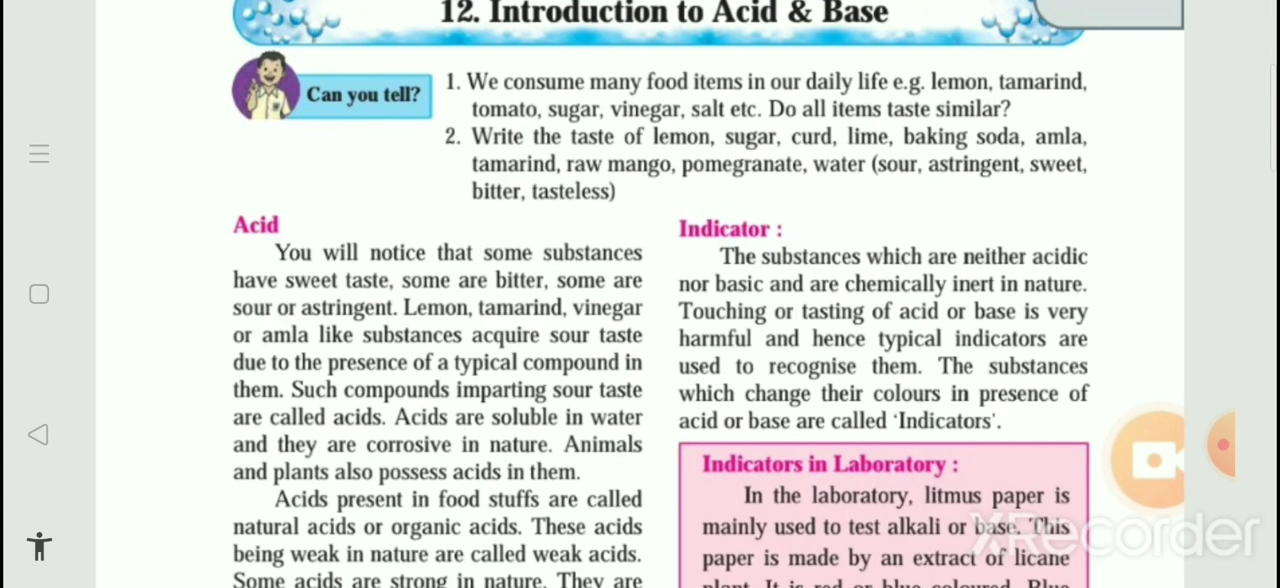 12. Introduction to Acid & Base
Can you tell?
1. We consume many food items in our daily life e.g. lemon, tamarind,
tomato, sugar, vinegar, salt etc. Do all items taste similar?
2. Write the taste of lemon, sugar, curd, lime, baking soda, amla,
tamarind, raw mango, pomegranate, water (sour, astringent, sweet,
bitter, tasteless)
Acid
You will notice that some substances
have sweet taste, some are bitter, some are
sour or astringent. Lemon, tamarind, vinegar
or amla like substances acquire sour taste
due to the presence of a typical compound in
them. Such compounds imparting sour taste
are called acids. Acids are soluble in water
and they are corrosive in nature. Animals
and plants also possess acids in them.
Acids present in food stuffs are called
natural acids or organic acids. These acids
being weak in nature are called weak acids.
Some acids are strong in nature. They are
Indicator :
The substances which are neither acidic
nor basic and are chemically inert in nature.
Touching or tasting of acid or base is very
harmful and hence typical indicators are
used to recognise them. The substances
which change their colours in presence of
acid or base are called ‘Indicators’.
Indicators in Laboratory :
In the laboratory, litmus paper is
mainly used to test alkali or base. This
paper is made by an extract of licane
plant. It is red or blue coloured. Blue
XRecorder